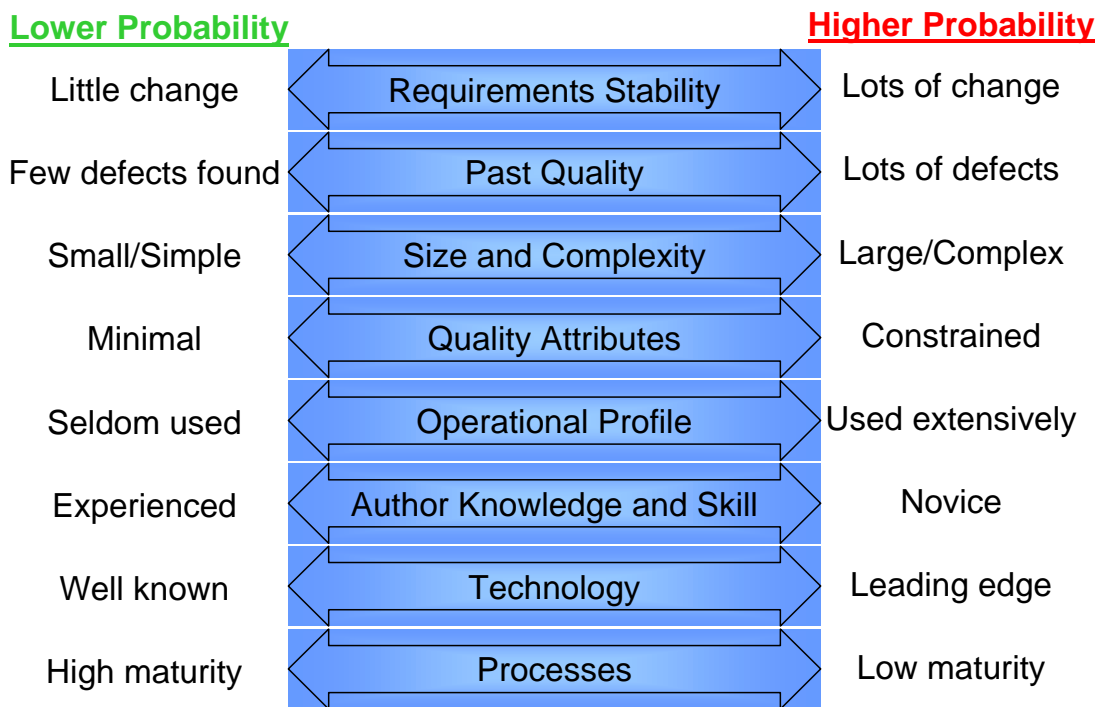 Lower Probability
Higher Probability
Little change
Requirements Stability
Lots of change
Few defects found
Past Quality
Lots of defects
Small/Simple
Size and Complexity
Large/Complex
Minimal
Quality Attributes
Constrained
Seldom used
Operational Profile
Used extensively
Experienced
Author Knowledge and Skill
Novice
Well known
Technology
Leading edge
High maturity
Processes
Low maturity